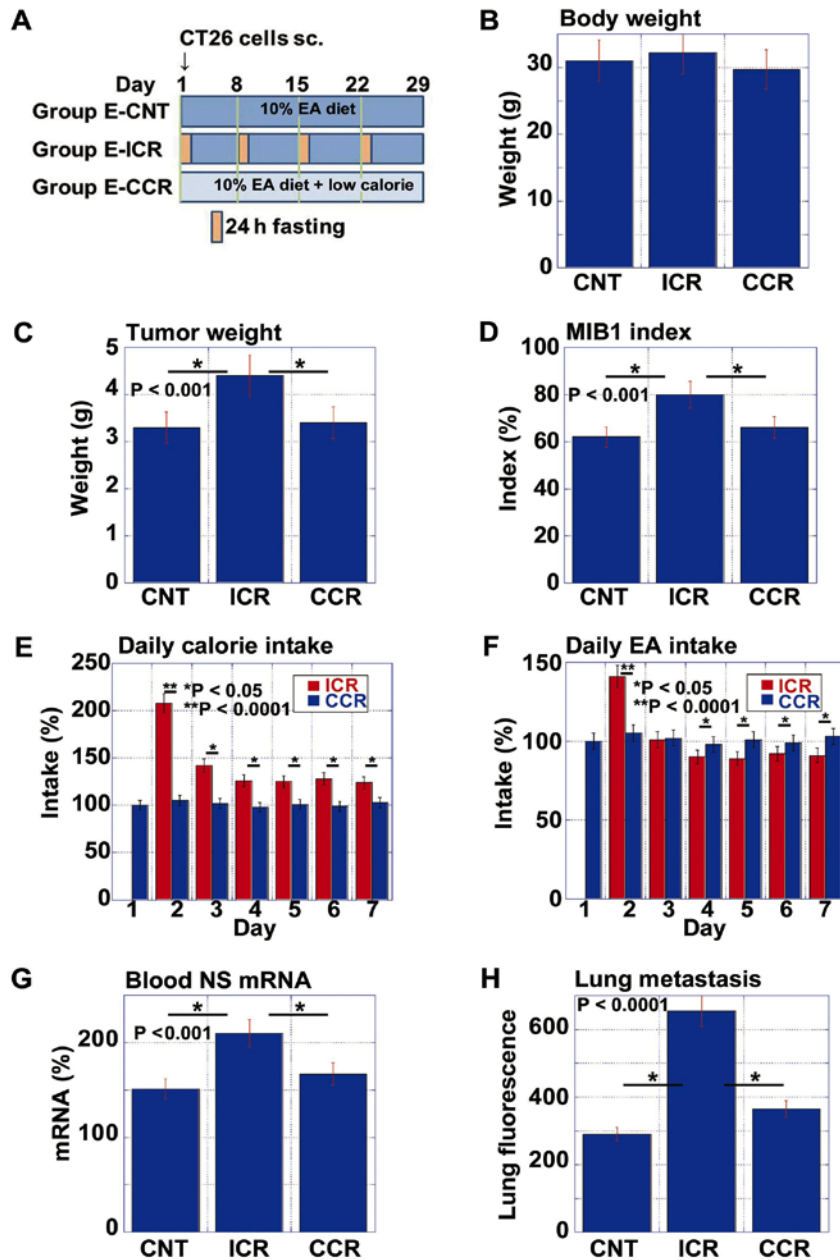 A
CT26 cells sc.
↓
Day 1 8 15 22 29
Group E-CNT 10% EA diet
Group E-ICR
Group E-CCR 10% EA diet + low calorie
24 h fasting
B Body weight
Weight (g)
30
20
10
0
CNT ICR CCR
C Tumor weight
Weight (g)
5
4
3
2
1
0
* *
P < 0.001
CNT ICR CCR
D MIB1 index
Index (%)
100
80
60
40
20
0
* *
P < 0.001
CNT ICR CCR
E Daily calorie intake
Intake (%)
250
200
150
100
50
0
** *P < 0.05
**P < 0.0001
ICR
CCR
* * * * *
1 2 3 4 5 6 7
Day
F Daily EA intake
Intake (%)
150
100
50
0
** *P < 0.05
**P < 0.0001
ICR
CCR
* * * *
1 2 3 4 5 6 7
Day
G Blood NS mRNA
mRNA (%)
200
100
0
* *
P <0.001
CNT ICR CCR
H Lung metastasis
Lung fluorescence
600
400
200
0
P < 0.0001
* *
CNT ICR CCR